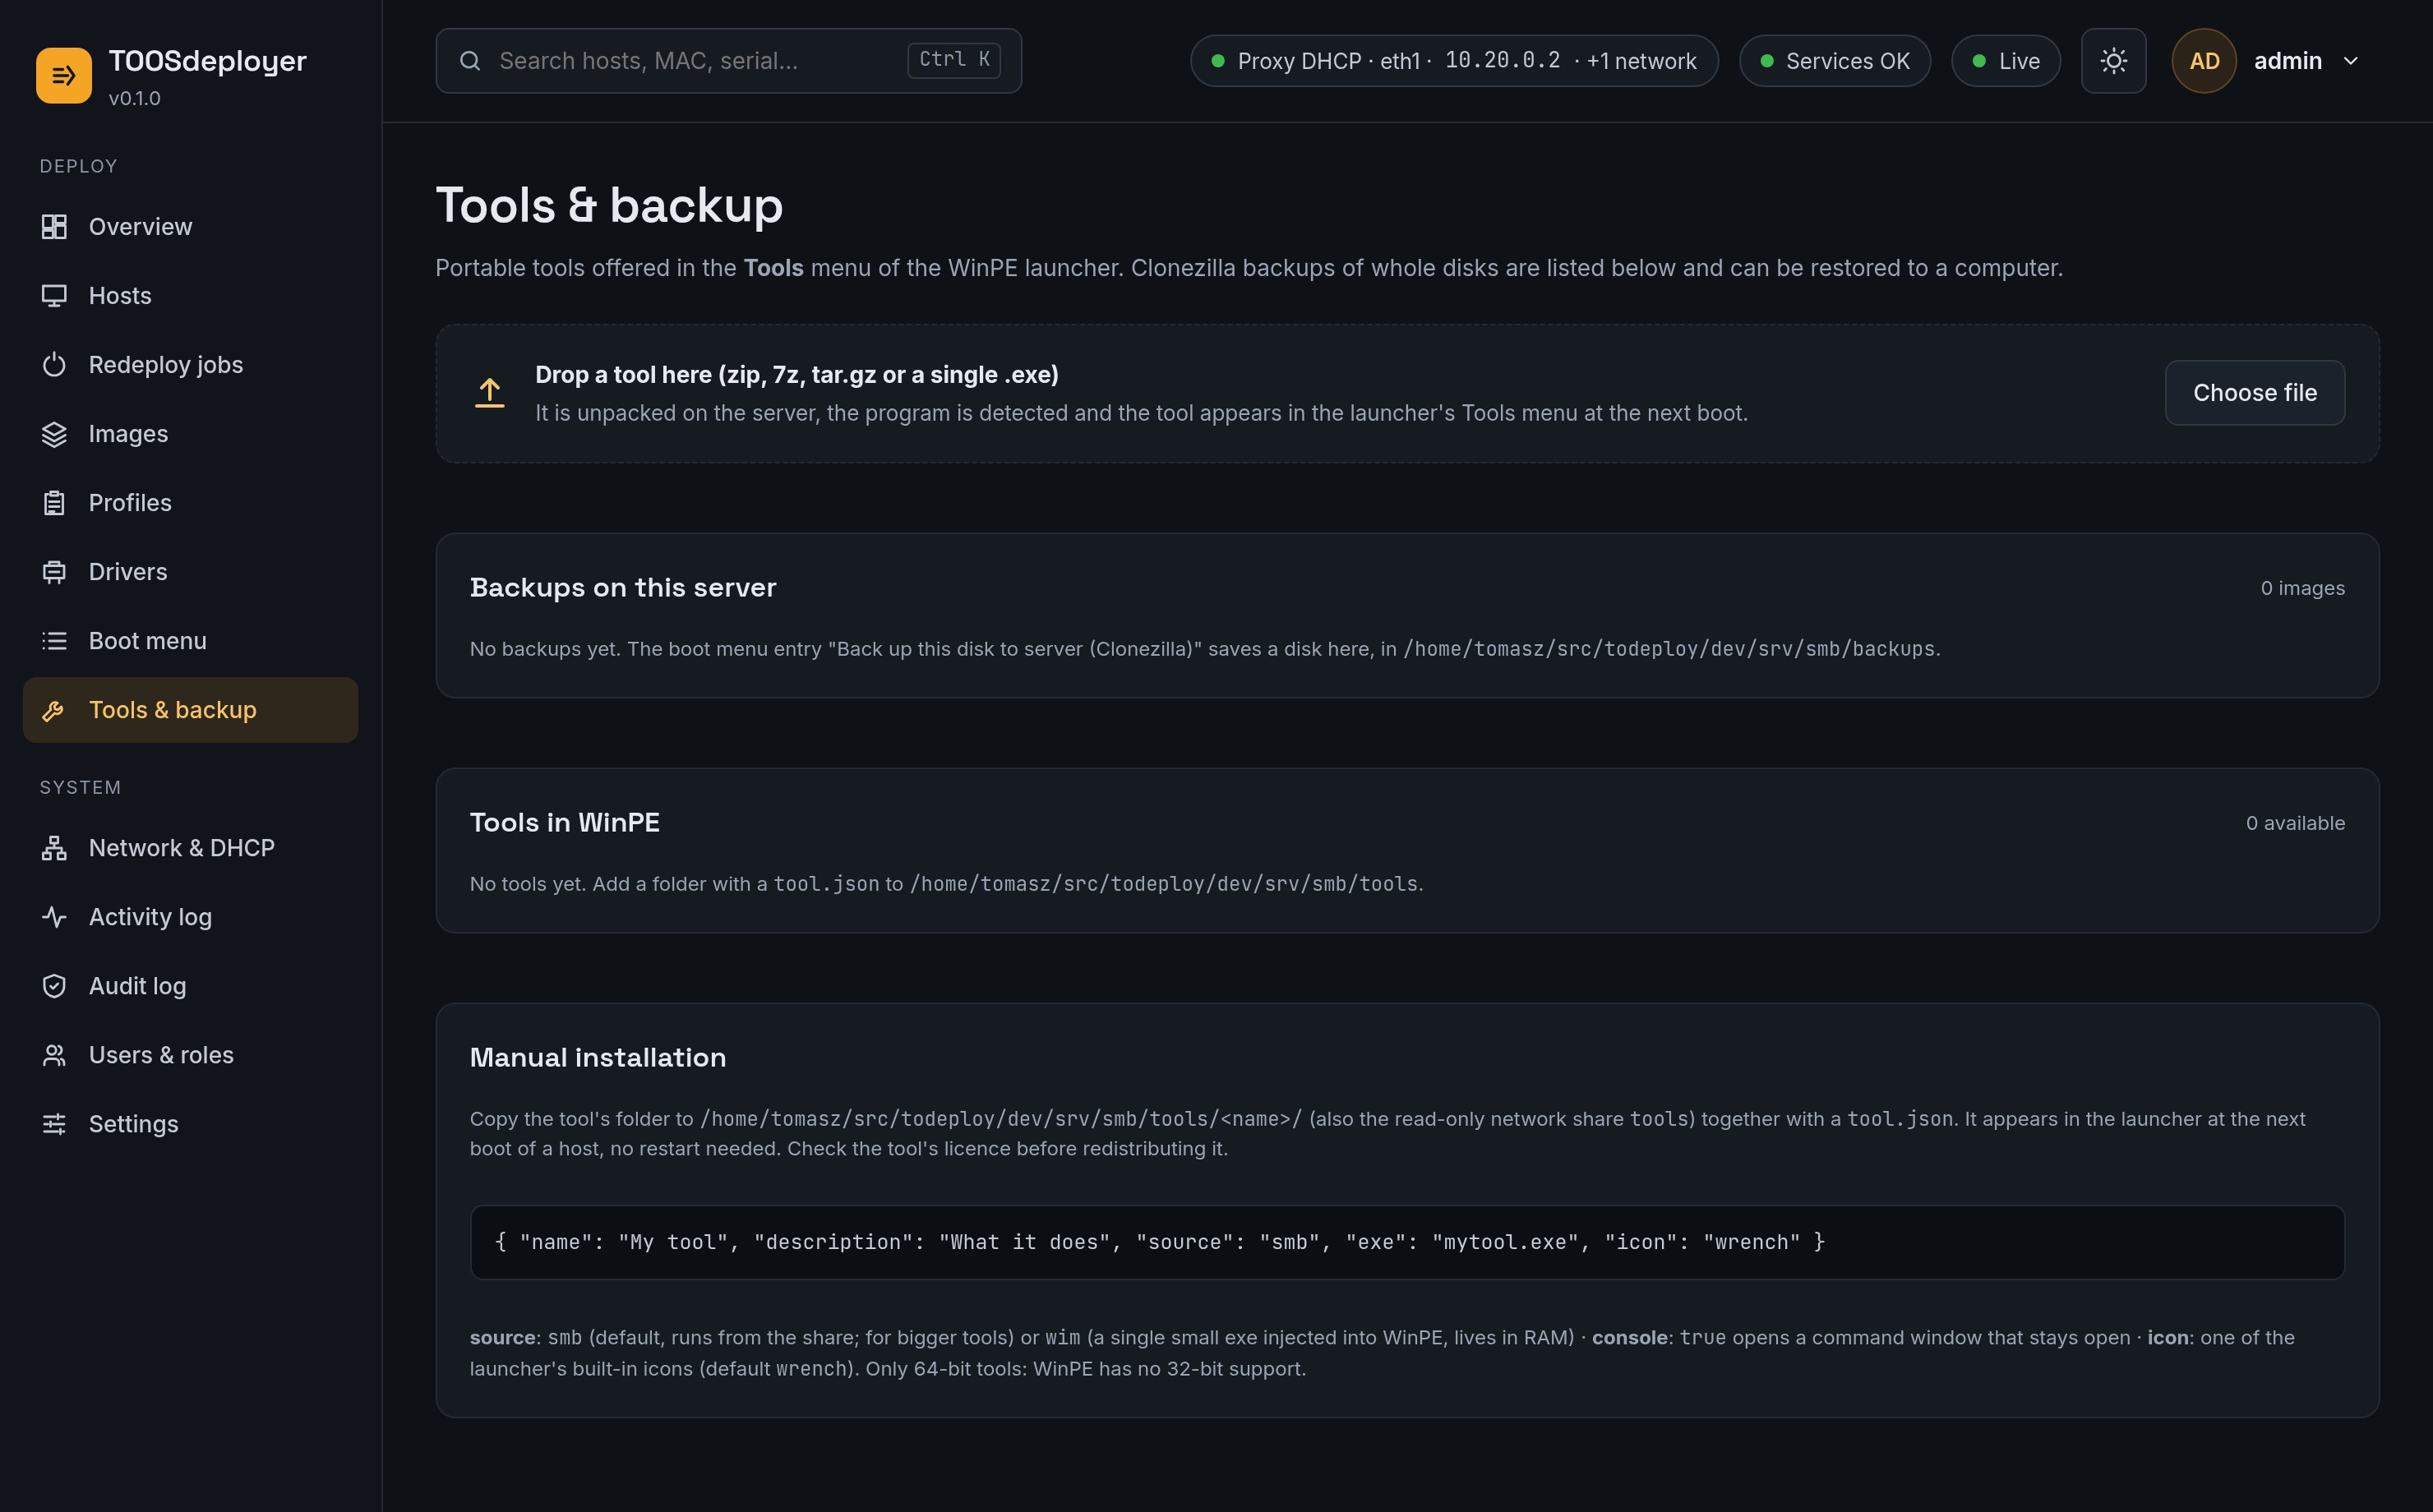 TOOSdeployer
v0.1.0
DEPLOY
Overview
Hosts
Redeploy jobs
Images
Profiles
Drivers
Boot menu
Tools & backup
SYSTEM
Network & DHCP
Activity log
Audit log
Users & roles
Settings
Search hosts, MAC, serial... Ctrl K
Proxy DHCP · eth1 · 10.20.0.2 · +1 network
Services OK
Live
AD admin
Tools & backup
Portable tools offered in the Tools menu of the WinPE launcher. Clonezilla backups of whole disks are listed below and can be restored to a computer.
Drop a tool here (zip, 7z, tar.gz or a single .exe)
It is unpacked on the server, the program is detected and the tool appears in the launcher's Tools menu at the next boot.
Choose file
Backups on this server
0 images
No backups yet. The boot menu entry "Back up this disk to server (Clonezilla)" saves a disk here, in /home/tomasz/src/todeploy/dev/srv/smb/backups.
Tools in WinPE
0 available
No tools yet. Add a folder with a tool.json to /home/tomasz/src/todeploy/dev/srv/smb/tools.
Manual installation
Copy the tool's folder to /home/tomasz/src/todeploy/dev/srv/smb/tools/<name>/ (also the read-only network share tools) together with a tool.json. It appears in the launcher at the next
boot of a host, no restart needed. Check the tool's licence before redistributing it.
{ "name": "My tool", "description": "What it does", "source": "smb", "exe": "mytool.exe", "icon": "wrench" }
source: smb (default, runs from the share; for bigger tools) or wim (a single small exe injected into WinPE, lives in RAM) · console: true opens a command window that stays open · icon: one of the
launcher's built-in icons (default wrench). Only 64-bit tools: WinPE has no 32-bit support.